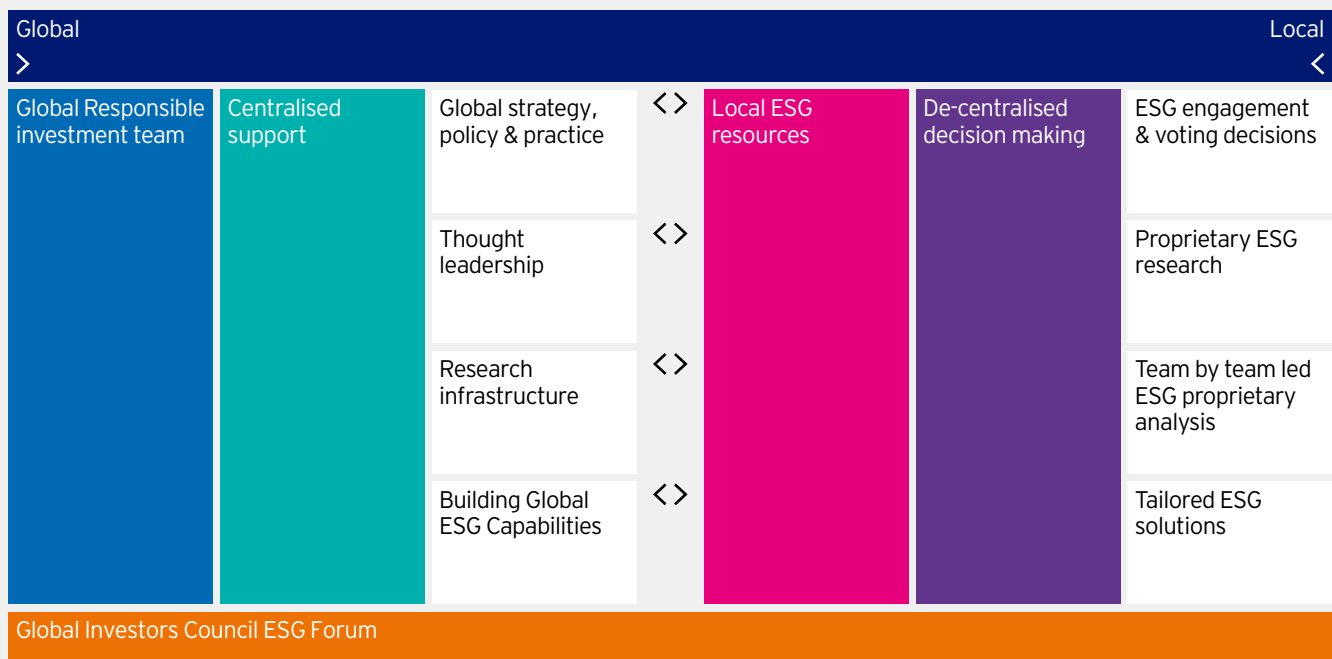 Global
Local
>
<
Global Responsible
investment team
Centralised
support
Global strategy,
policy & practice
< >
Local ESG
resources
De-centralised
decision making
ESG engagement
& voting decisions
Thought
leadership
< >
Proprietary ESG
research
Research
infrastructure
< >
Team by team led
ESG proprietary
analysis
Building Global
ESG Capabilities
< >
Tailored ESG
solutions
Global Investors Council ESG Forum